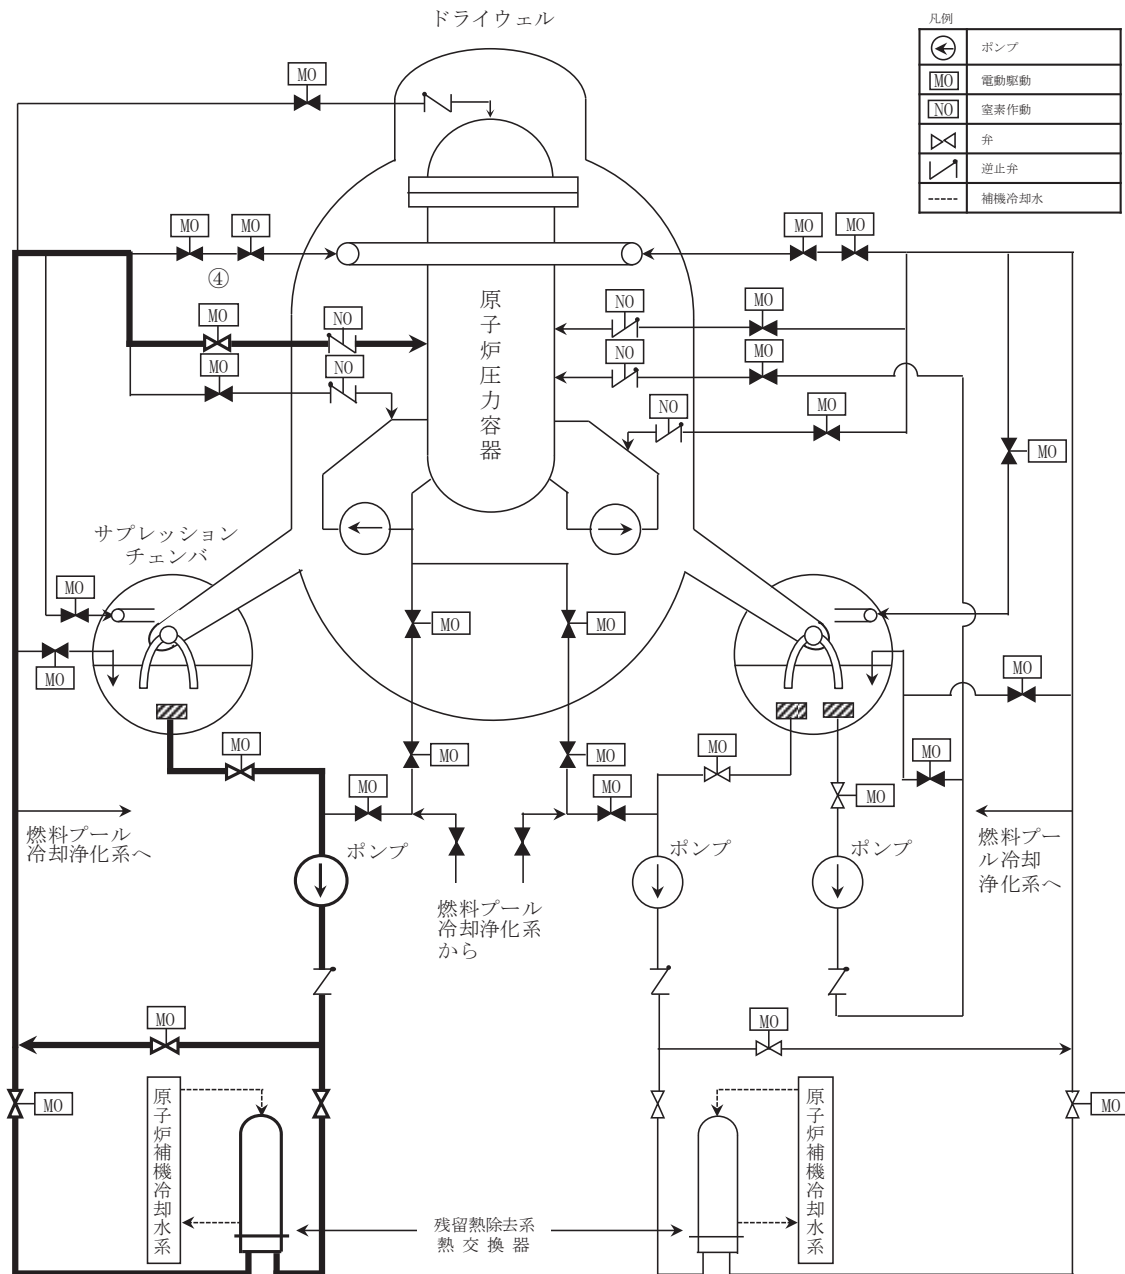 ドライウェル
凡例
ポンプ
MO
電動駆動
NO
窒素作動
弁
逆止弁
補機冷却水
MO
MO
MO
MO
MO
④
MO
NO
MO
NO
NO
MO
NO
MO
NO
MO
MO
原子炉圧力容器
サプレッション
チェンバ
MO
MO
MO
MO
MO
MO
MO
MO
MO
MO
MO
MO
MO
MO
燃料プール
冷却浄化系へ
ポンプ
燃料プール
冷却浄化系
から
ポンプ
ポンプ
燃料プー
ル冷却
浄化系へ
MO
MO
MO
MO
原子炉補機冷却水系
原子炉補機冷却水系
残留熱除去系
熱交換器